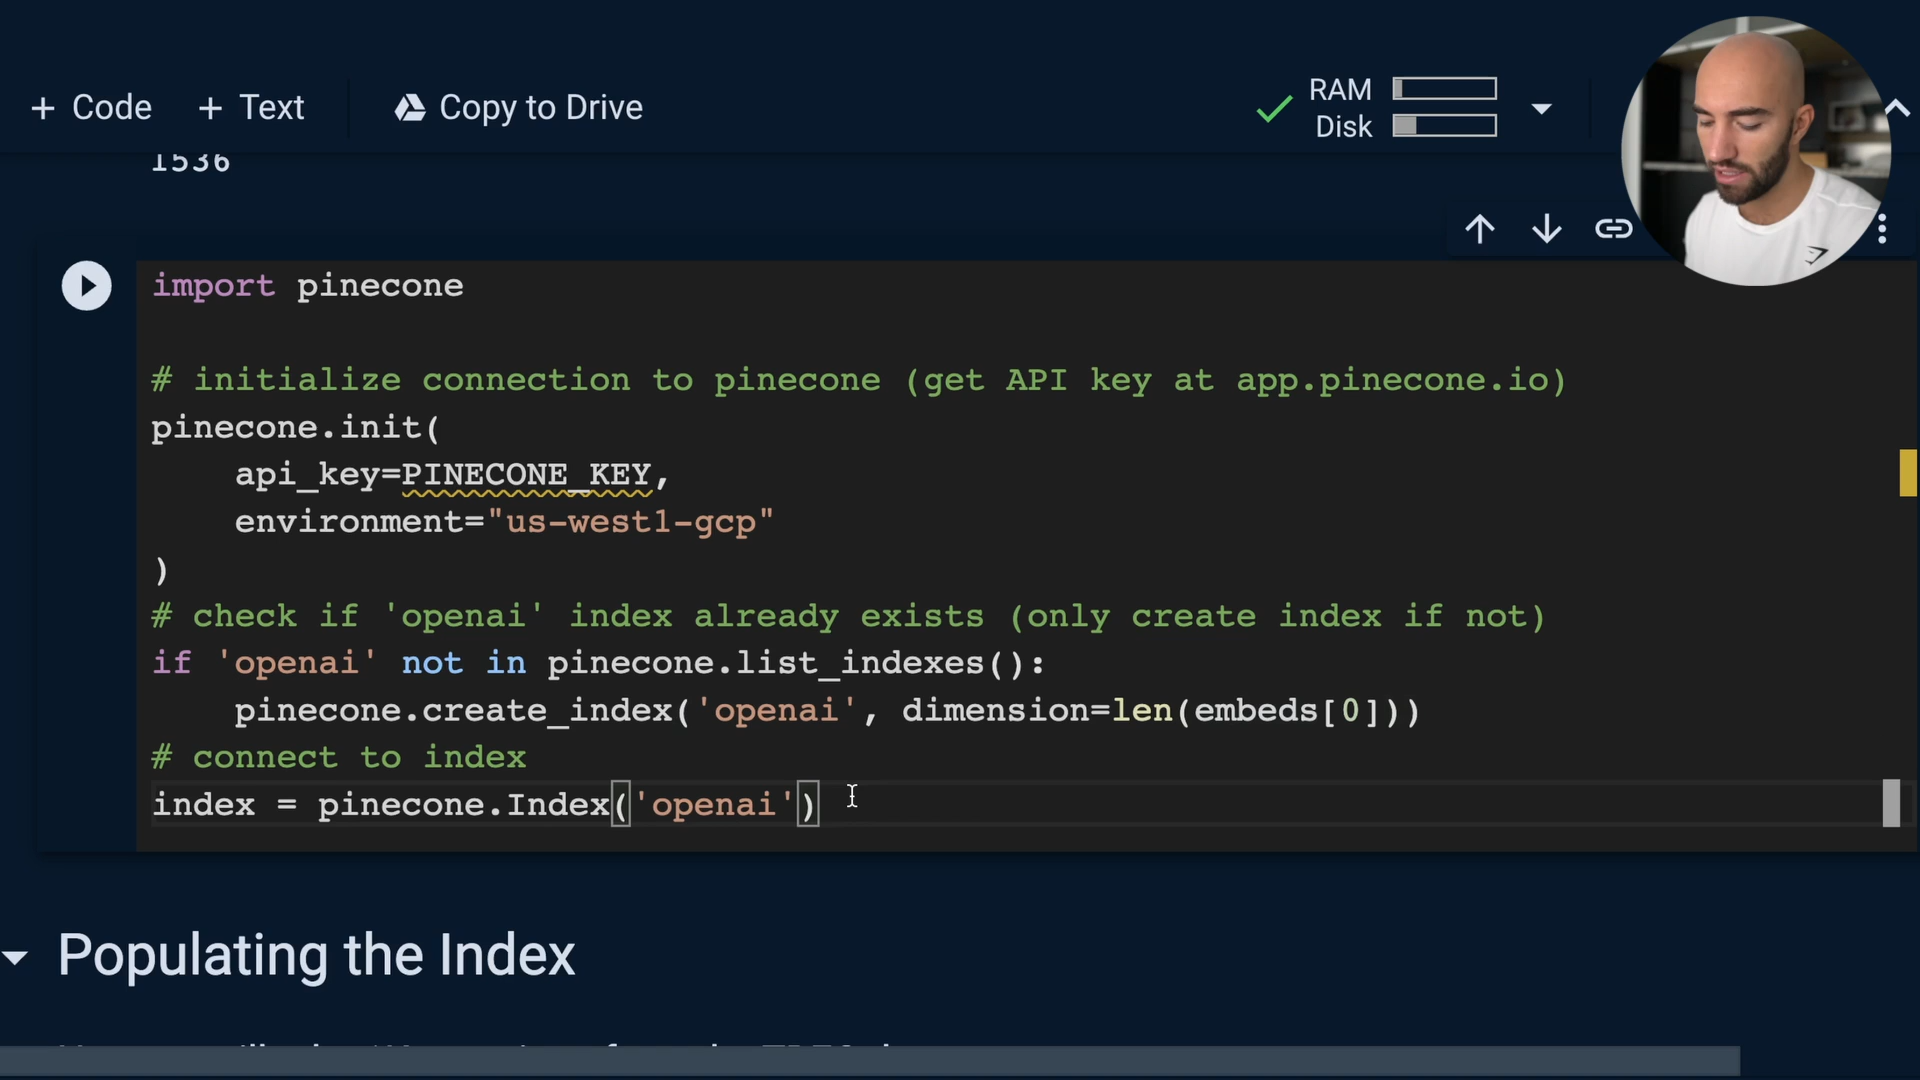 + Code + Text Copy to Drive
RAM
Disk
1536
import pinecone
# initialize connection to pinecone (get API key at app.pinecone.io)
pinecone.init(
    api_key=PINECONE_KEY,
    environment="us-west1-gcp"
)
# check if 'openai' index already exists (only create index if not)
if 'openai' not in pinecone.list_indexes():
    pinecone.create_index('openai', dimension=len(embeds[0]))
# connect to index
index = pinecone.Index('openai')
Populating the Index